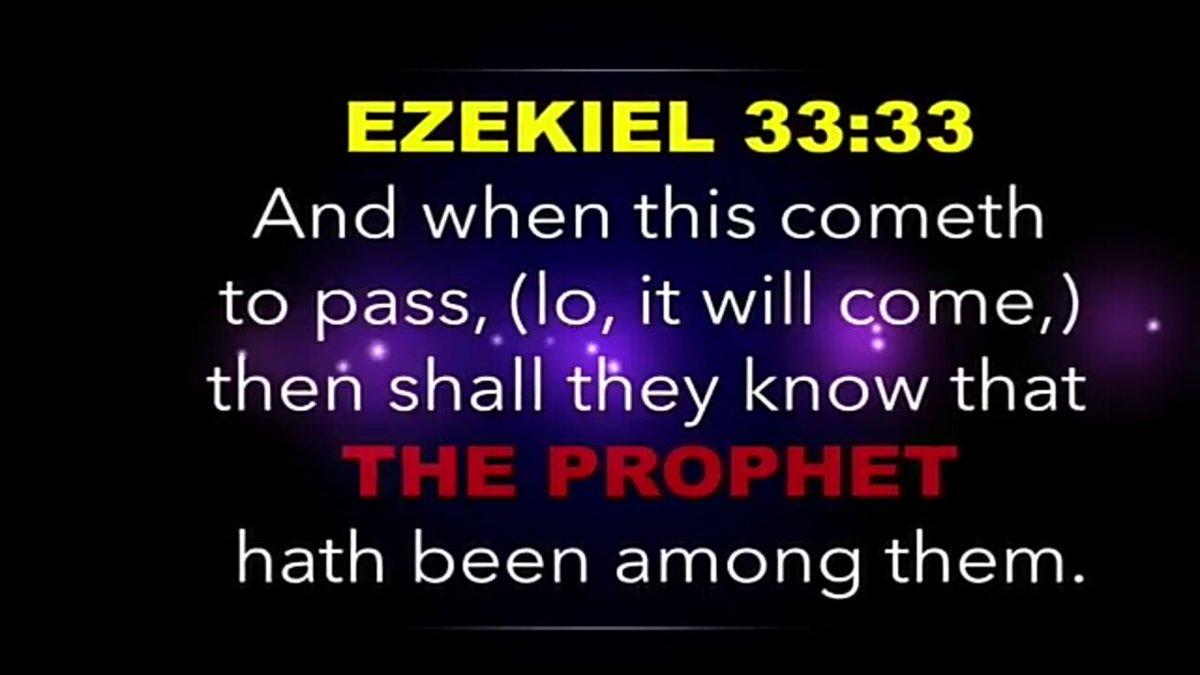 EZEKIEL 33:33
And when this cometh
to pass, (lo, it will come,)
then shall they know that
THE PROPHET
hath been among them.